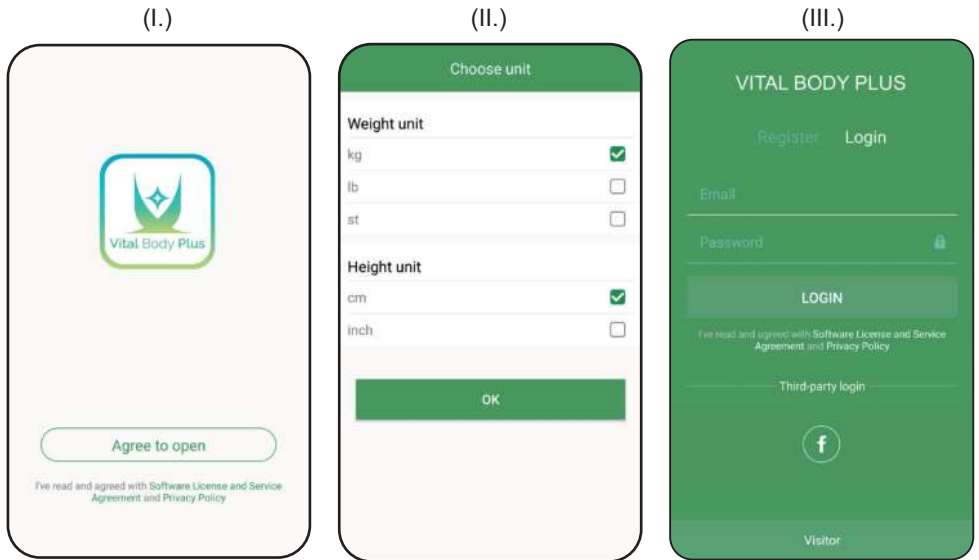 (I.)
Vital Body Plus
Agree to open
I've read and agreed with Software License and Service
Agreement and Privacy Policy
(II.)
Choose unit
Weight unit
kg
lb
st
Height unit
cm
inch
OK
(III.)
VITAL BODY PLUS
Register Login
Email
Password
LOGIN
I've read and agreed with Software License and Service
Agreement and Privacy Policy
Third-party login
f
Visitor